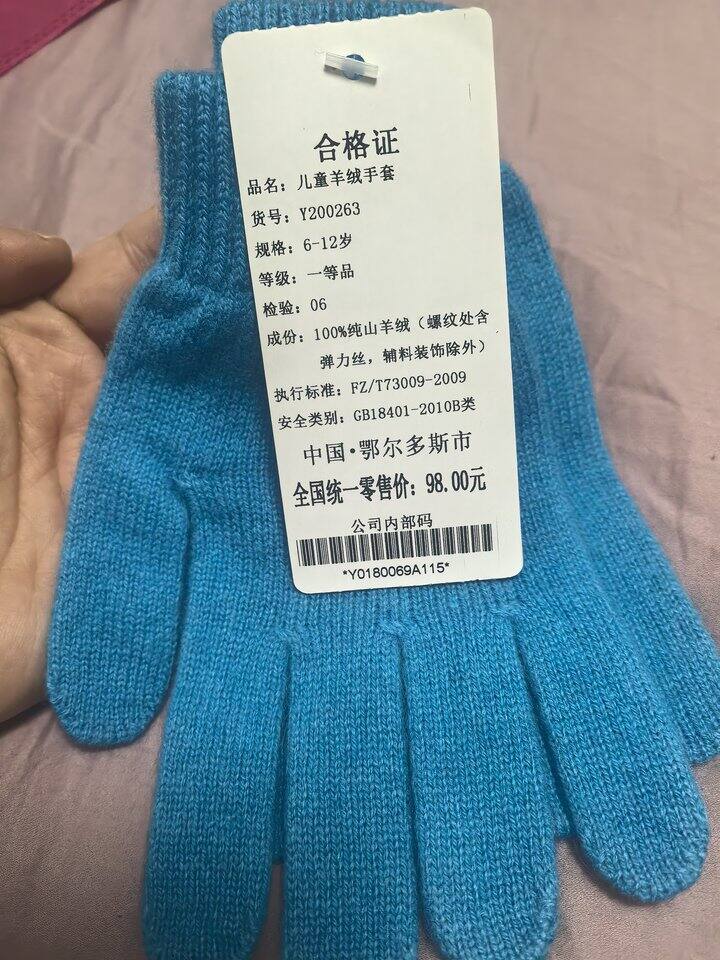 合格证
品名：儿童羊绒手套
货号：Y200263
规格：6-12岁
等级：一等品
检验：06
成份：100%纯山羊绒（螺纹处含
弹力丝，辅料装饰除外）
执行标准：FZ/T73009-2009
安全类别：GB18401-2010B类
中国·鄂尔多斯市
全国统一零售价：98.00元
公司内部码
*Y0180069A115*